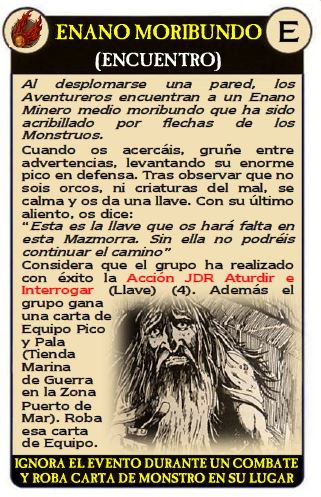 ENANO MORIBUNDO
E
(ENCUENTRO)
Al desplomarse una pared, los
Aventureros encuentran a un Enano
Minero medio moribundo que ha sido
acribillado por flechas de los
Monstruos.
Cuando os acercáis, gruñe entre
advertencias, levantando su enorme
pico en defensa. Tras observar que no
sois orcos, ni criaturas del mal, se
calma y os da una llave. Con su último
aliento, os dice:
“Esta es la llave que os hará falta en
esta Mazmorra. Sin ella no podréis
continuar el camino”
Considera que el grupo ha realizado
con éxito la Acción JDR Aturdir e
Interrogar (Llave) (4). Además el
grupo gana
una carta de
Equipo Pico
y Pala
(Tienda
Marina
de Guerra
en la Zona
Puerto de
Mar). Roba
esa carta
de Equipo.
IGNORA EL EVENTO DURANTE UN COMBATE
Y ROBA CARTA DE MONSTRO EN SU LUGAR